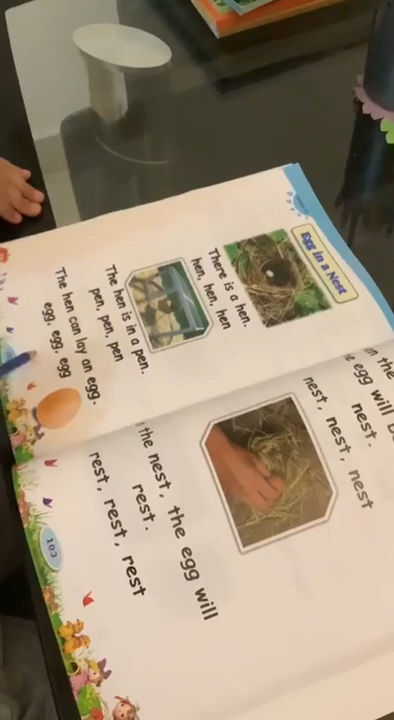 Egg in a Nest
There is a hen.
hen, hen, hen
The hen is in a pen.
pen, pen, pen
The hen can lay an egg.
egg, egg, egg
the
egg will
nest.
nest, nest, nest
the nest, the egg will
rest.
rest, rest, rest
103